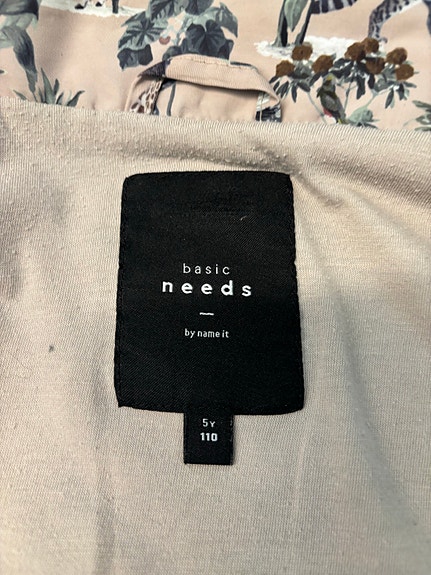 basic
needs
by name it
5Y
110